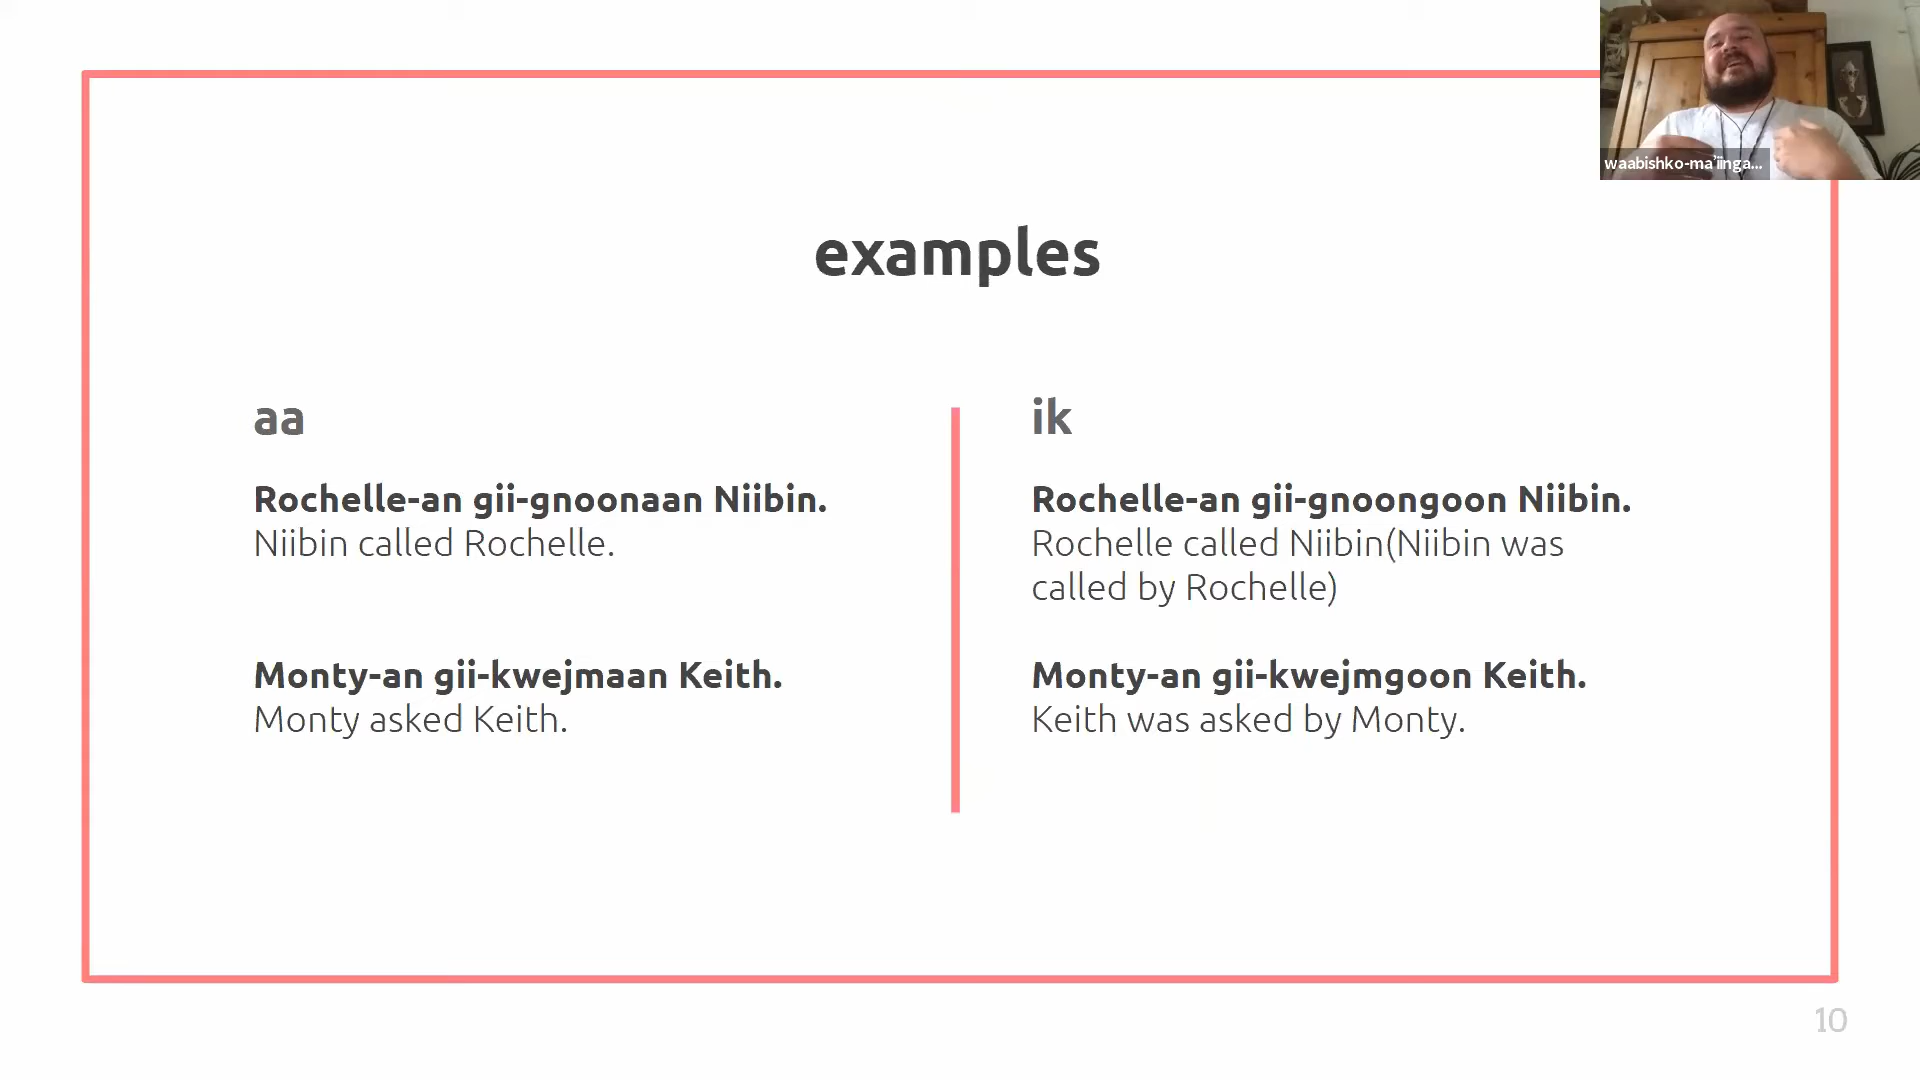 waabishko-ma'iinga...
examples
aa
Rochelle-an gii-gnoonaan Niibin.
Niibin called Rochelle.
Monty-an gii-kwejmaan Keith.
Monty asked Keith.
ik
Rochelle-an gii-gnoongoon Niibin.
Rochelle called Niibin(Niibin was
called by Rochelle)
Monty-an gii-kwejmgoon Keith.
Keith was asked by Monty.
10